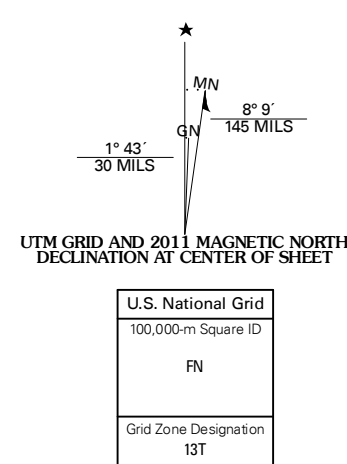 MN
8° 9´
145 MILS
GN
1° 43´
30 MILS
UTM GRID AND 2011 MAGNETIC NORTH
DECLINATION AT CENTER OF SHEET
U.S. National Grid
100,000-m Square ID
FN
Grid Zone Designation
13T